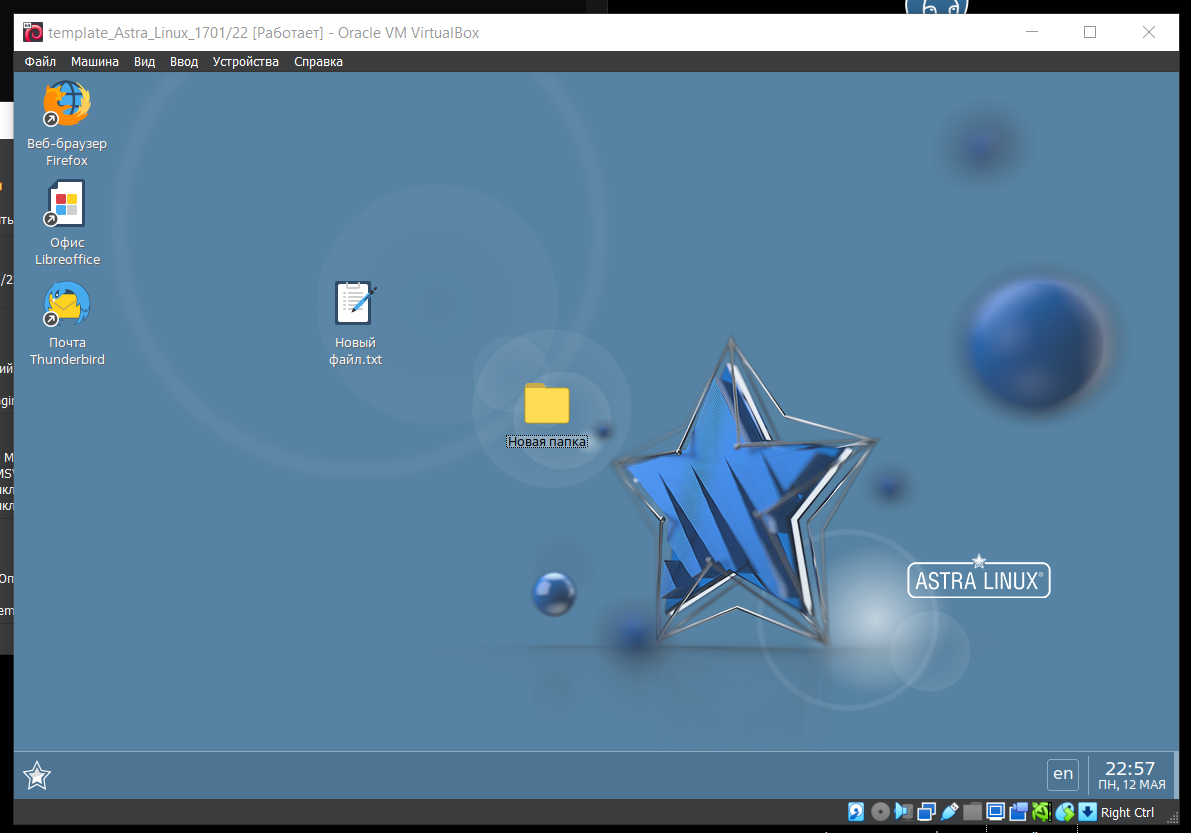 template_Astra_Linux_1701/22 [Работает] - Oracle VM VirtualBox
Файл Машина Вид Ввод Устройства Справка
Веб-браузер
Firefox
Офис
Libreoffice
Почта
Thunderbird
Новый
файл.txt
Новая папка
ASTRA LINUX®
en
22:57
ПН, 12 МАЯ
Right Ctrl